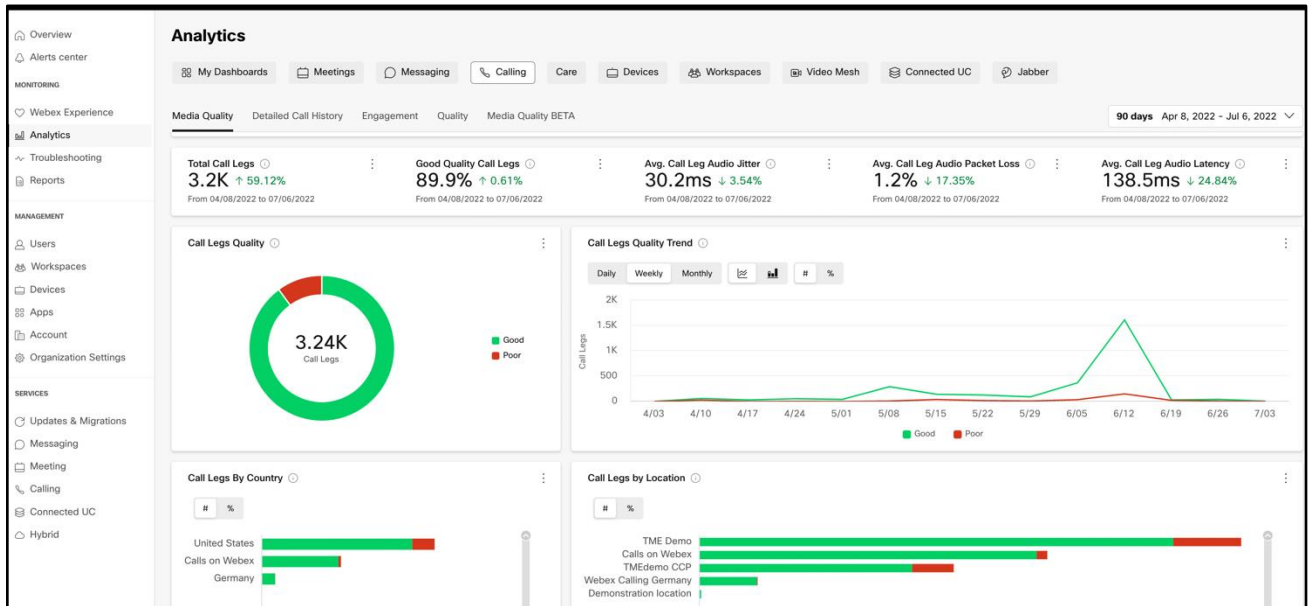 Overview
Alerts center
MONITORING
Webex Experience
Analytics
Troubleshooting
Reports
MANAGEMENT
Users
Workspaces
Devices
Apps
Account
Organization Settings
SERVICES
Updates & Migrations
Messaging
Meeting
Calling
Connected UC
Hybrid
Analytics
My Dashboards Meetings Messaging Calling Care Devices Workspaces Video Mesh Connected UC Jabber
Media Quality Detailed Call History Engagement Quality Media Quality BETA 90 days Apr 8, 2022 - Jul 6, 2022
Total Call Legs
3.2K ↑ 59.12%
From 04/08/2022 to 07/06/2022
Good Quality Call Legs
89.9% ↑ 0.61%
From 04/08/2022 to 07/06/2022
Avg. Call Leg Audio Jitter
30.2ms ↓ 3.54%
From 04/08/2022 to 07/06/2022
Avg. Call Leg Audio Packet Loss
1.2% ↓ 17.35%
From 04/08/2022 to 07/06/2022
Avg. Call Leg Audio Latency
138.5ms ↓ 24.84%
From 04/08/2022 to 07/06/2022
Call Legs Quality
3.24K
Call Legs
Good
Poor
Call Legs Quality Trend
Daily Weekly Monthly # %
2K
1.5K
1K
500
0
Call Legs
4/03 4/10 4/17 4/24 5/01 5/08 5/15 5/22 5/29 6/05 6/12 6/19 6/26 7/03
Good Poor
Call Legs By Country
# %
United States
Calls on Webex
Germany
Call Legs by Location
# %
TME Demo
Calls on Webex
TMEdemo CCP
Webex Calling Germany
Demonstration location